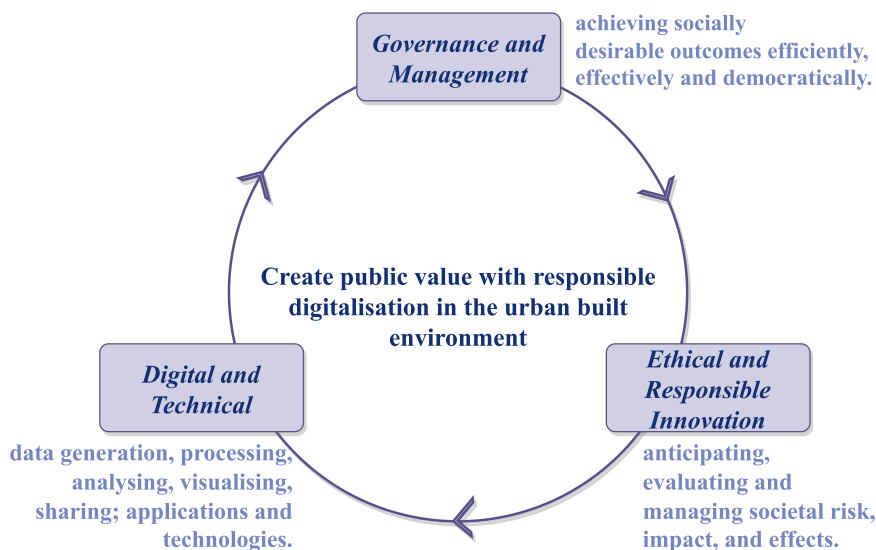 Governance and
Management
achieving socially
desirable outcomes efficiently,
effectively and democratically.
Create public value with responsible
digitalisation in the urban built
environment
Digital and
Technical
data generation, processing,
analysing, visualising,
sharing; applications and
technologies.
Ethical and
Responsible
Innovation
anticipating,
evaluating and
managing societal risk,
impact, and effects.